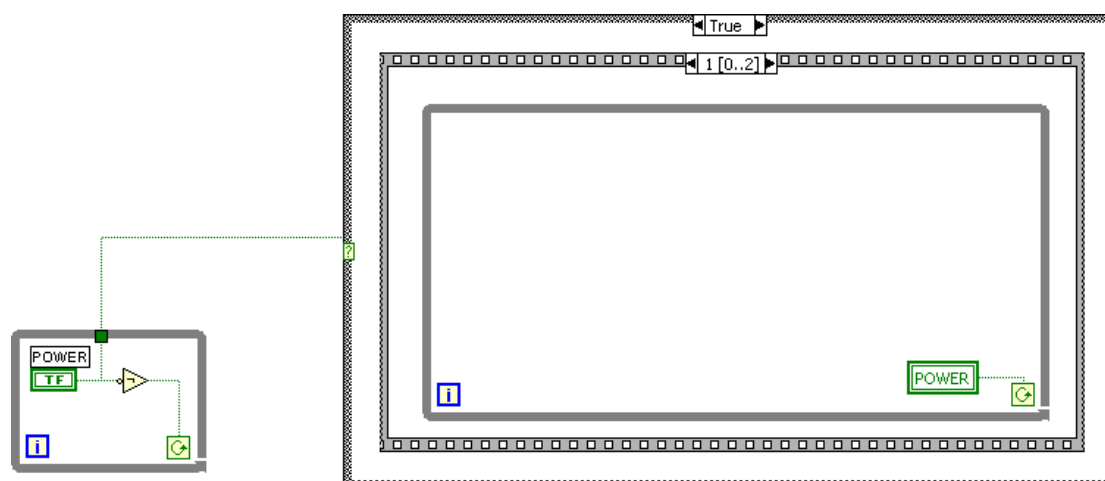 True
1 [0..2]
?
POWER
TF
i
i
POWER